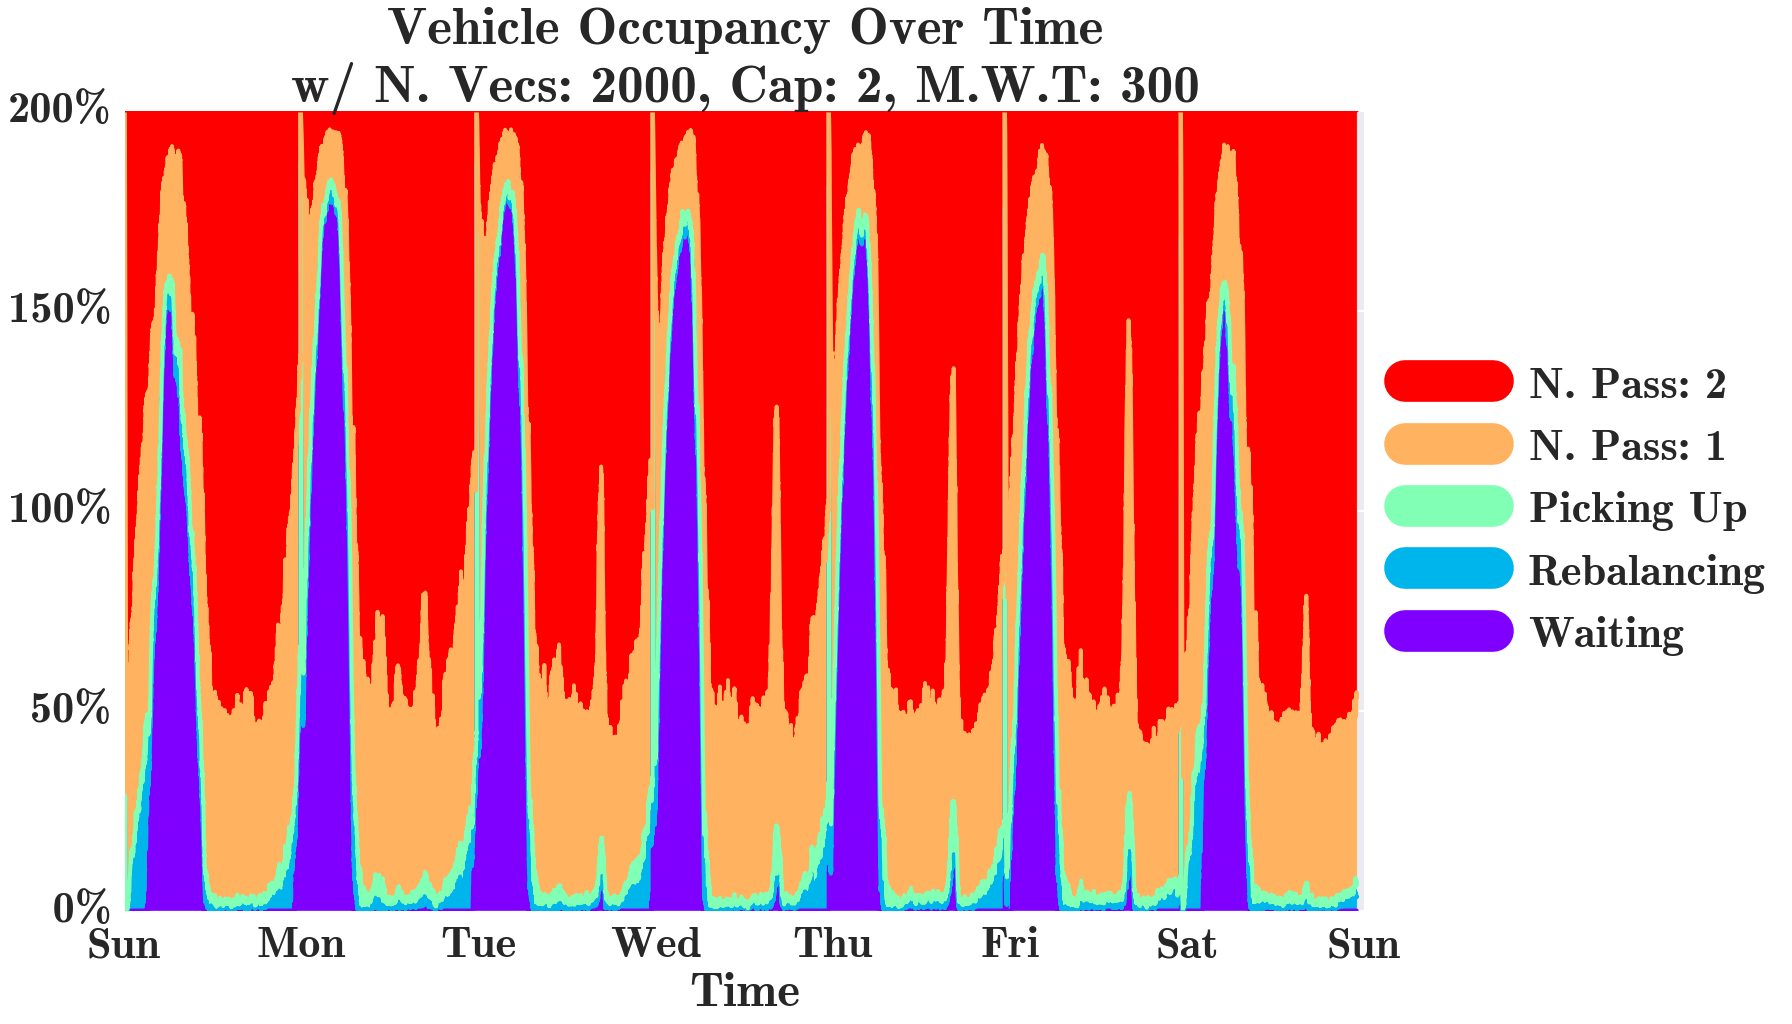 Vehicle Occupancy Over Time
w/ N. Vecs: 2000, Cap: 2, M.W.T: 300
200%
150%
100%
50%
0%
Sun Mon Tue Wed Thu Fri Sat Sun
Time
N. Pass: 2
N. Pass: 1
Picking Up
Rebalancing
Waiting